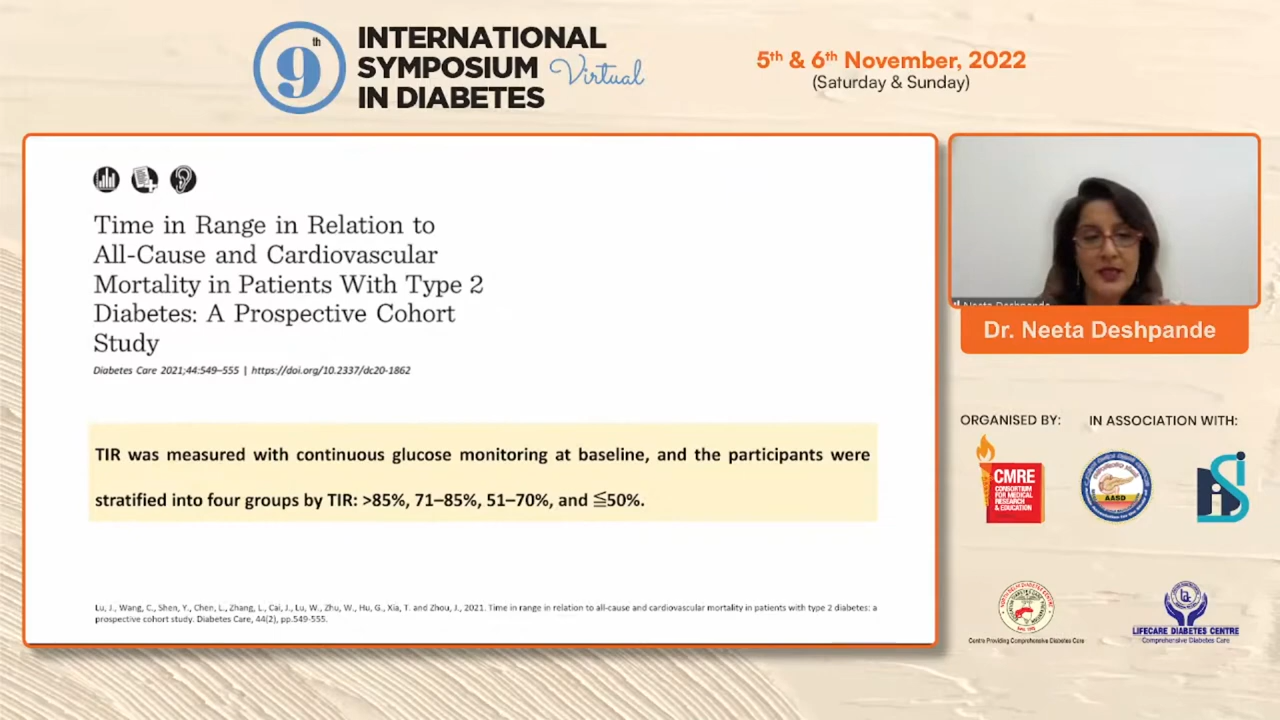 9th
INTERNATIONAL
SYMPOSIUM Virtual
IN DIABETES
5th & 6th November, 2022
(Saturday & Sunday)
Time in Range in Relation to
All-Cause and Cardiovascular
Mortality in Patients With Type 2
Diabetes: A Prospective Cohort
Study
Diabetes Care 2021;44:549–555 | https://doi.org/10.2337/dc20-1862
TIR was measured with continuous glucose monitoring at baseline, and the participants were
stratified into four groups by TIR: >85%, 71–85%, 51–70%, and ≦50%.
Lu, J., Wang, C., Shen, Y., Chen, L., Zhang, L., Cai, J., Lu, W., Zhu, W., Hu, G., Xia, T. and Zhou, J., 2021. Time in range in relation to all-cause and cardiovascular mortality in patients with type 2 diabetes: a
prospective cohort study. Diabetes Care, 44(2), pp.549-555.
Neeta Deshpande
Dr. Neeta Deshpande
ORGANISED BY:
IN ASSOCIATION WITH:
CMRE
CONSORTIUM
FOR MEDICAL
RESEARCH
& EDUCATION
AASD
Centre Providing Comprehensive Diabetes Care
LIFECARE DIABETES CENTRE
Comprehensive Diabetes Care